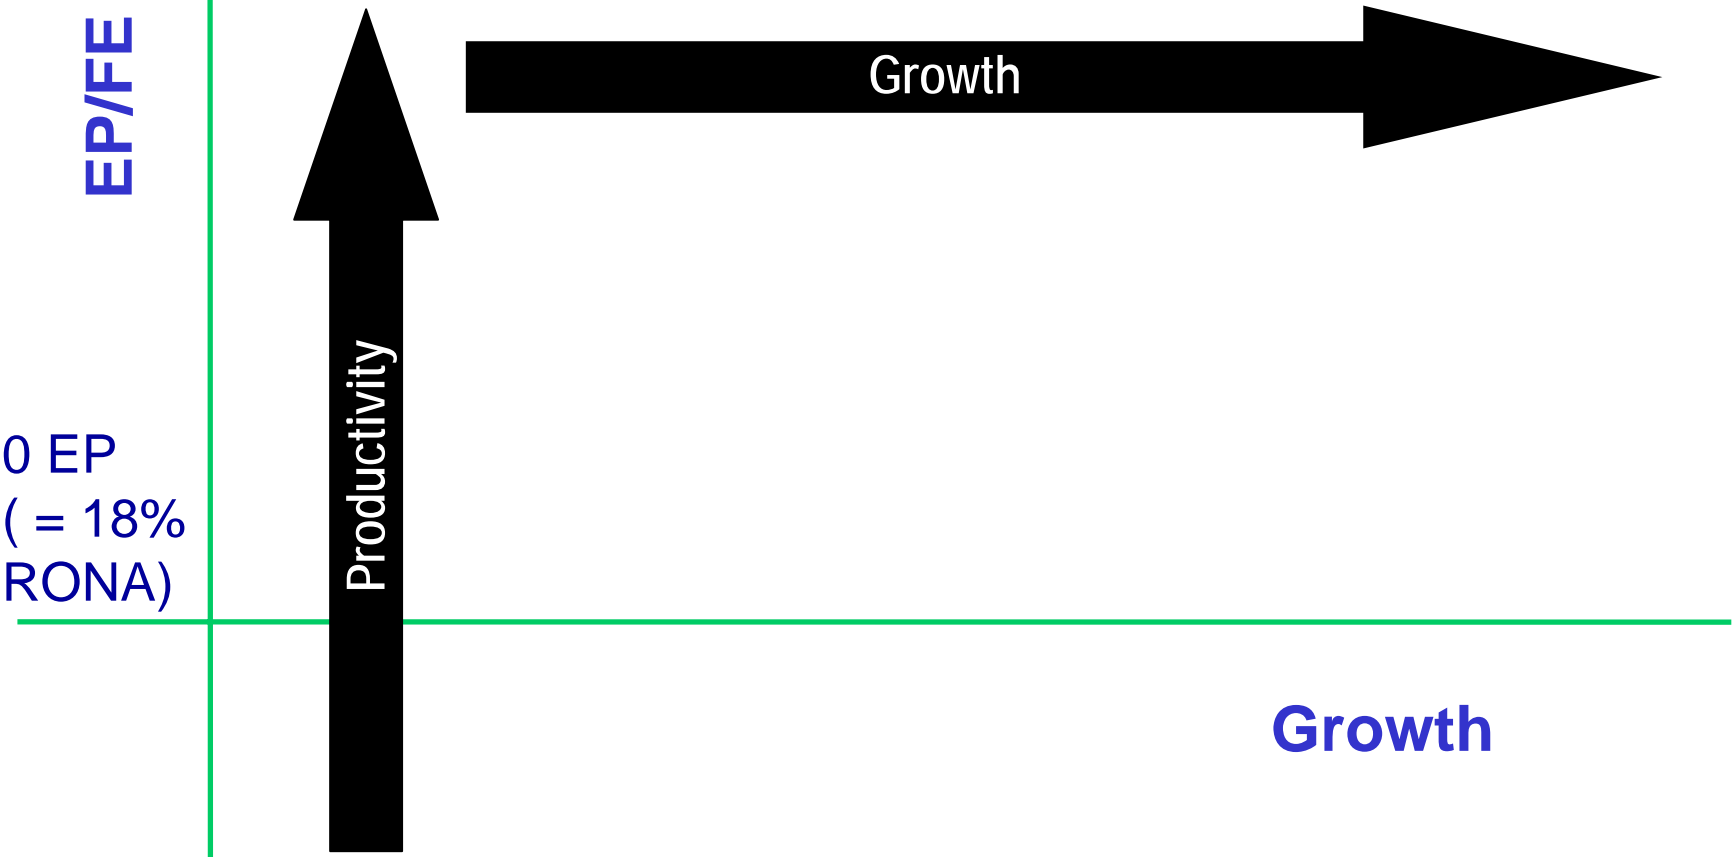 EP/FE
Growth
Productivity
0 EP
( = 18%
RONA)
Growth